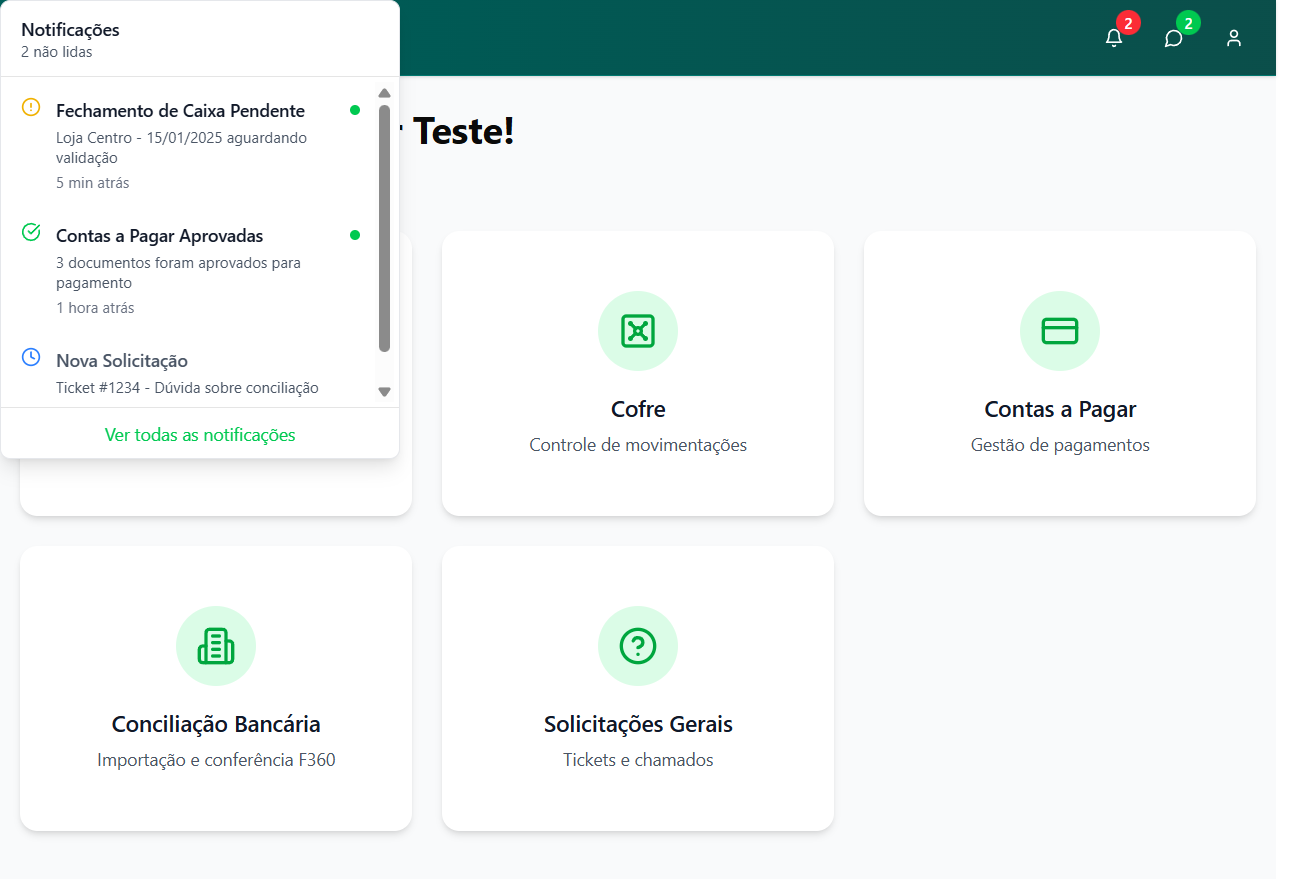 Notificações
2 não lidas
2
2
Fechamento de Caixa Pendente
Loja Centro - 15/01/2025 aguardando
validação
5 min atrás
Contas a Pagar Aprovadas
3 documentos foram aprovados para
pagamento
1 hora atrás
Nova Solicitação
Ticket #1234 - Dúvida sobre conciliação
Ver todas as notificações
Teste!
Cofre
Controle de movimentações
Contas a Pagar
Gestão de pagamentos
Conciliação Bancária
Importação e conferência F360
Solicitações Gerais
Tickets e chamados